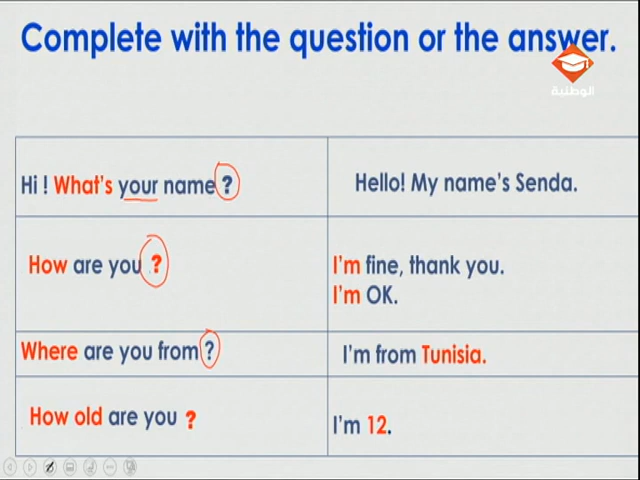 Complete with the question or the answer.
الوطنية
Hi ! What's your name ?
Hello! My name's Senda.
How are you ?
I'm fine, thank you.
I'm OK.
Where are you from ?
I'm from Tunisia.
How old are you ?
I'm 12.